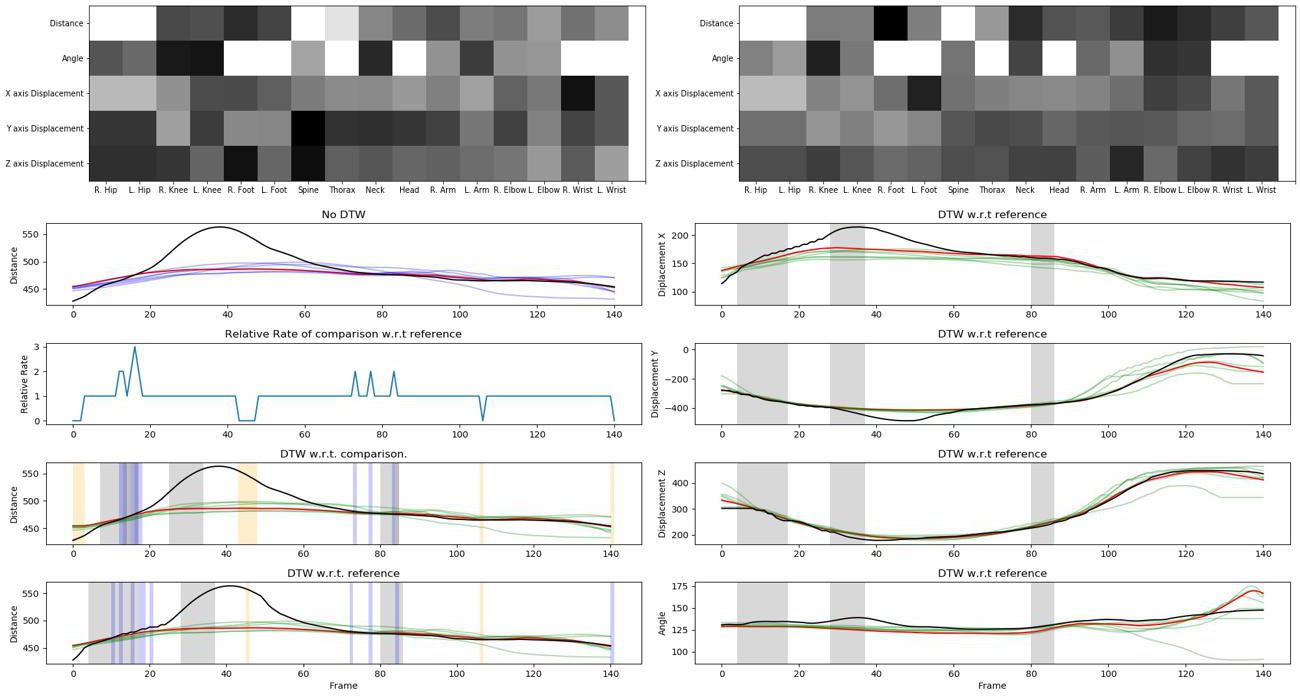 Distance
Angle
X axis Displacement
Y axis Displacement
Z axis Displacement
R. Hip L. Hip R. Knee L. Knee R. Foot L. Foot Spine Thorax Neck Head R. Arm L. Arm R. Elbow L. Elbow R. Wrist L. Wrist
Distance
Angle
X axis Displacement
Y axis Displacement
Z axis Displacement
R. Hip L. Hip R. Knee L. Knee R. Foot L. Foot Spine Thorax Neck Head R. Arm L. Arm R. Elbow L. Elbow R. Wrist L. Wrist
No DTW
Distance
550
500
450
0 20 40 60 80 100 120 140
DTW w.r.t reference
Diplacement X
200
150
100
0 20 40 60 80 100 120 140
Relative Rate of comparison w.r.t reference
Relative Rate
3
2
1
0
0 20 40 60 80 100 120 140
DTW w.r.t reference
Displacement Y
0
−200
−400
0 20 40 60 80 100 120 140
DTW w.r.t. comparison.
Distance
550
500
450
0 20 40 60 80 100 120 140
DTW w.r.t reference
Displacement Z
400
300
200
0 20 40 60 80 100 120 140
DTW w.r.t. reference
Distance
550
500
450
0 20 40 60 80 100 120 140
Frame
DTW w.r.t reference
Angle
175
150
125
100
0 20 40 60 80 100 120 140
Frame